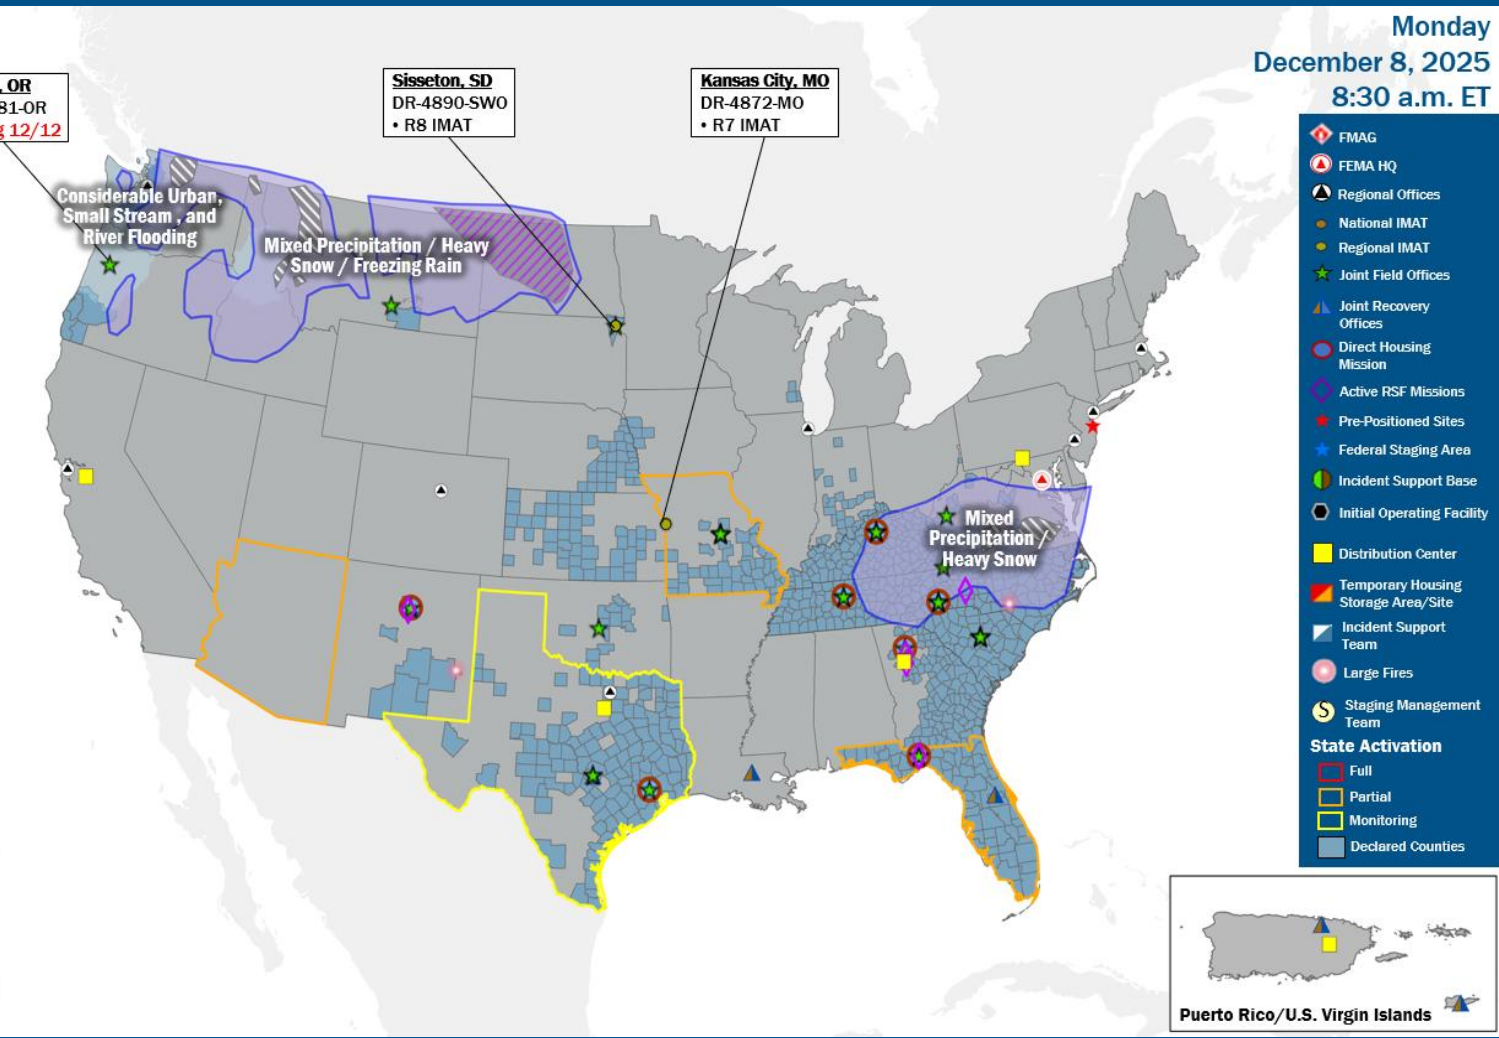 Monday
December 8, 2025
8:30 a.m. ET
, OR
81-OR
g 12/12
Sisseton, SD
DR-4890-SWO
• R8 IMAT
Kansas City, MO
DR-4872-MO
• R7 IMAT
Considerable Urban,
Small Stream , and
River Flooding
Mixed Precipitation / Heavy
Snow / Freezing Rain
Mixed
Precipitation /
Heavy Snow
FMAG
FEMA HQ
Regional Offices
National IMAT
Regional IMAT
Joint Field Offices
Joint Recovery
Offices
Direct Housing
Mission
Active RSF Missions
Pre-Positioned Sites
Federal Staging Area
Incident Support Base
Initial Operating Facility
Distribution Center
Temporary Housing
Storage Area/Site
Incident Support
Team
Large Fires
S
Staging Management
Team
State Activation
Full
Partial
Monitoring
Declared Counties
Puerto Rico/U.S. Virgin Islands